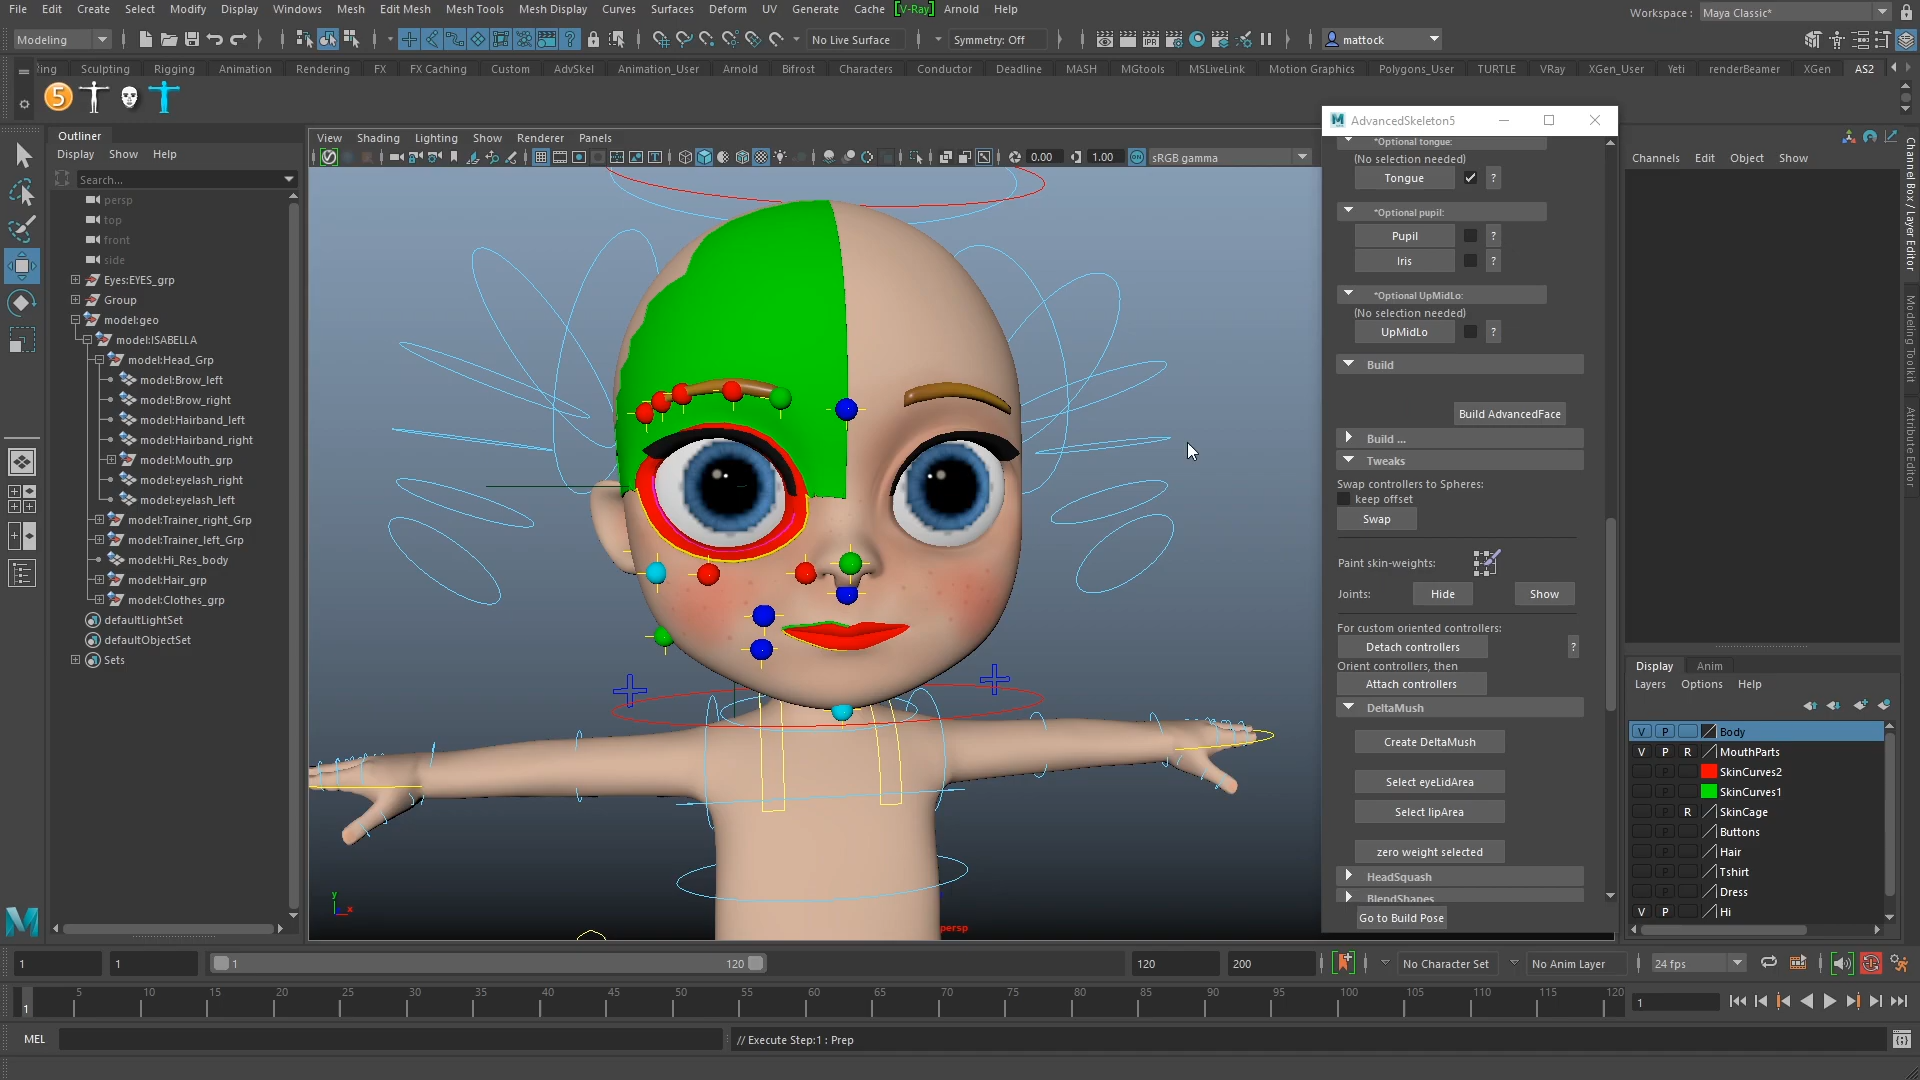 File Edit Create Select Modify Display Windows Mesh Edit Mesh Mesh Tools Mesh Display Curves Surfaces Deform UV Generate Cache [V-Ray] Arnold Help
Workspace : Maya Classic*
Modeling
No Live Surface
Symmetry: Off
mattock
ing Sculpting Rigging Animation Rendering FX FX Caching Custom AdvSkel Animation_User Arnold Bifrost Characters Conductor Deadline MASH MGtools MSLiveLink Motion Graphics Polygons_User TURTLE VRay XGen_User Yeti renderBeamer XGen AS2
5
Outliner
Display Show Help
Search...
persp
top
front
side
Eyes:EYES_grp
Group
model:geo
model:ISABELLA
model:Head_Grp
model:Brow_left
model:Brow_right
model:Hairband_left
model:Hairband_right
model:Mouth_grp
model:eyelash_right
model:eyelash_left
model:Trainer_right_Grp
model:Trainer_left_Grp
model:Hi_Res_body
model:Hair_grp
model:Clothes_grp
defaultLightSet
defaultObjectSet
Sets
View Shading Lighting Show Renderer Panels
0.00 1.00 ON sRGB gamma
y
x
persp
AdvancedSkeleton5
*Optional tongue:
(No selection needed)
Tongue ?
*Optional pupil:
Pupil ?
Iris ?
*Optional UpMidLo:
(No selection needed)
UpMidLo ?
Build
Build AdvancedFace
Build ...
Tweaks
Swap controllers to Spheres:
keep offset
Swap
Paint skin-weights:
Joints: Hide Show
For custom oriented controllers:
Detach controllers ?
Orient controllers, then
Attach controllers
DeltaMush
Create DeltaMush
Select eyeLidArea
Select lipArea
zero weight selected
HeadSquash
BlendShapes
Go to Build Pose
Channels Edit Object Show
Channel Box / Layer Editor
Modeling Toolkit
Attribute Editor
Display Anim
Layers Options Help
V P Body
V P R MouthParts
P SkinCurves2
P SkinCurves1
P R SkinCage
P Buttons
P Hair
P Tshirt
P Dress
V P Hi
1 1 1 120 120 200 No Character Set No Anim Layer 24 fps
1 5 10 15 20 25 30 35 40 45 50 55 60 65 70 75 80 85 90 95 100 105 110 115 120 1
MEL // Execute Step:1 : Prep